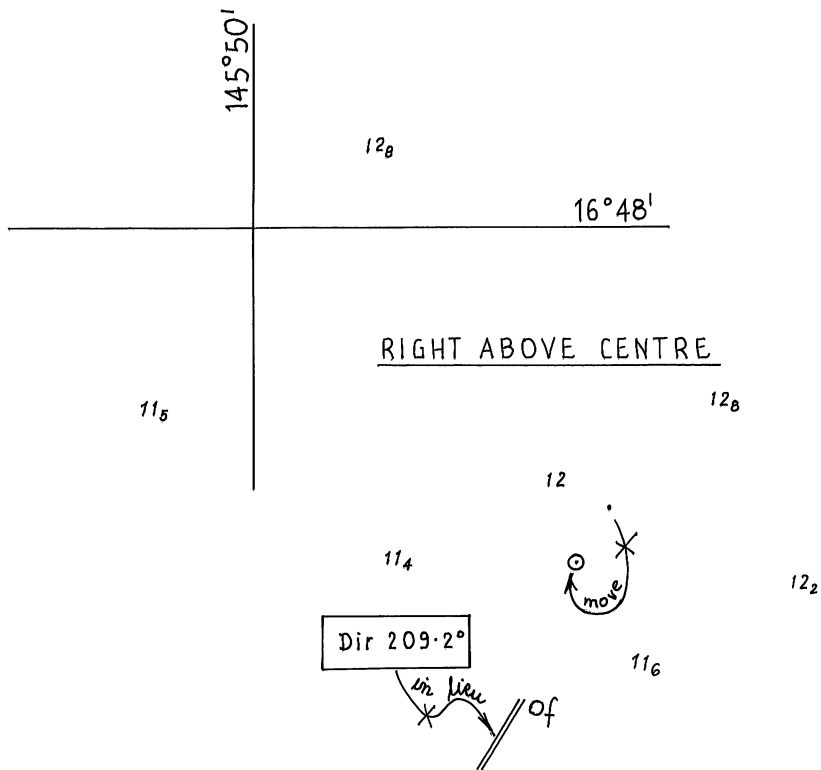 145°50'
12₈
16°48'
RIGHT ABOVE CENTRE
12₈
11₅
12
11₄
move
12₂
Dir 209·2°
11₆
in lieu
Of